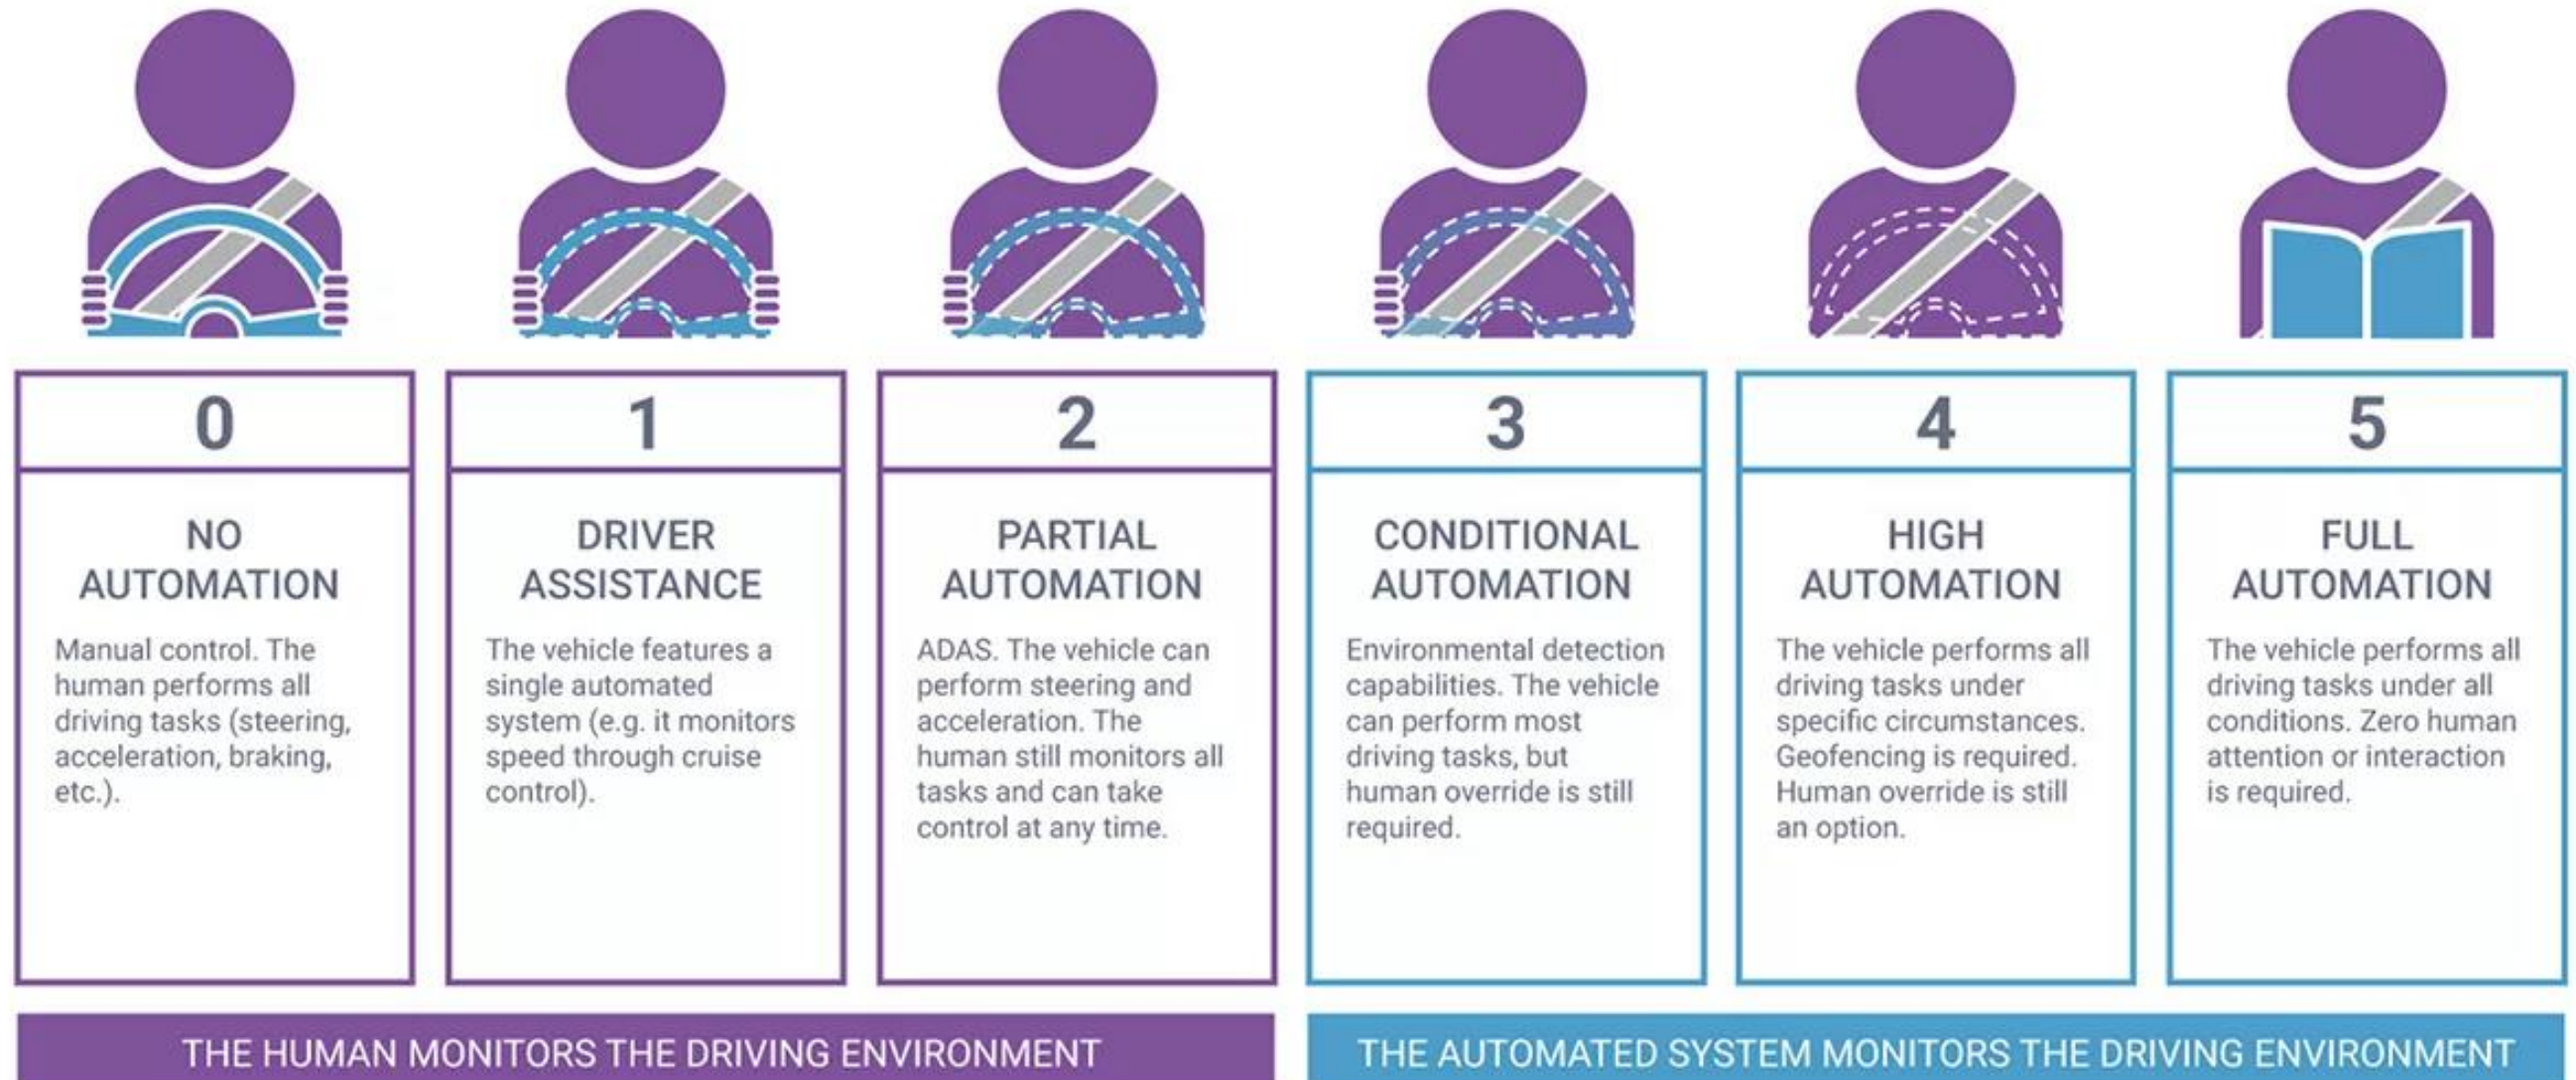 0
NO
AUTOMATION
Manual control. The
human performs all
driving tasks (steering,
acceleration, braking,
etc.).
1
DRIVER
ASSISTANCE
The vehicle features a
single automated
system (e.g. it monitors
speed through cruise
control).
2
PARTIAL
AUTOMATION
ADAS. The vehicle can
perform steering and
acceleration. The
human still monitors all
tasks and can take
control at any time.
3
CONDITIONAL
AUTOMATION
Environmental detection
capabilities. The vehicle
can perform most
driving tasks, but
human override is still
required.
4
HIGH
AUTOMATION
The vehicle performs all
driving tasks under
specific circumstances.
Geofencing is required.
Human override is still
an option.
5
FULL
AUTOMATION
The vehicle performs all
driving tasks under all
conditions. Zero human
attention or interaction
is required.
THE HUMAN MONITORS THE DRIVING ENVIRONMENT
THE AUTOMATED SYSTEM MONITORS THE DRIVING ENVIRONMENT